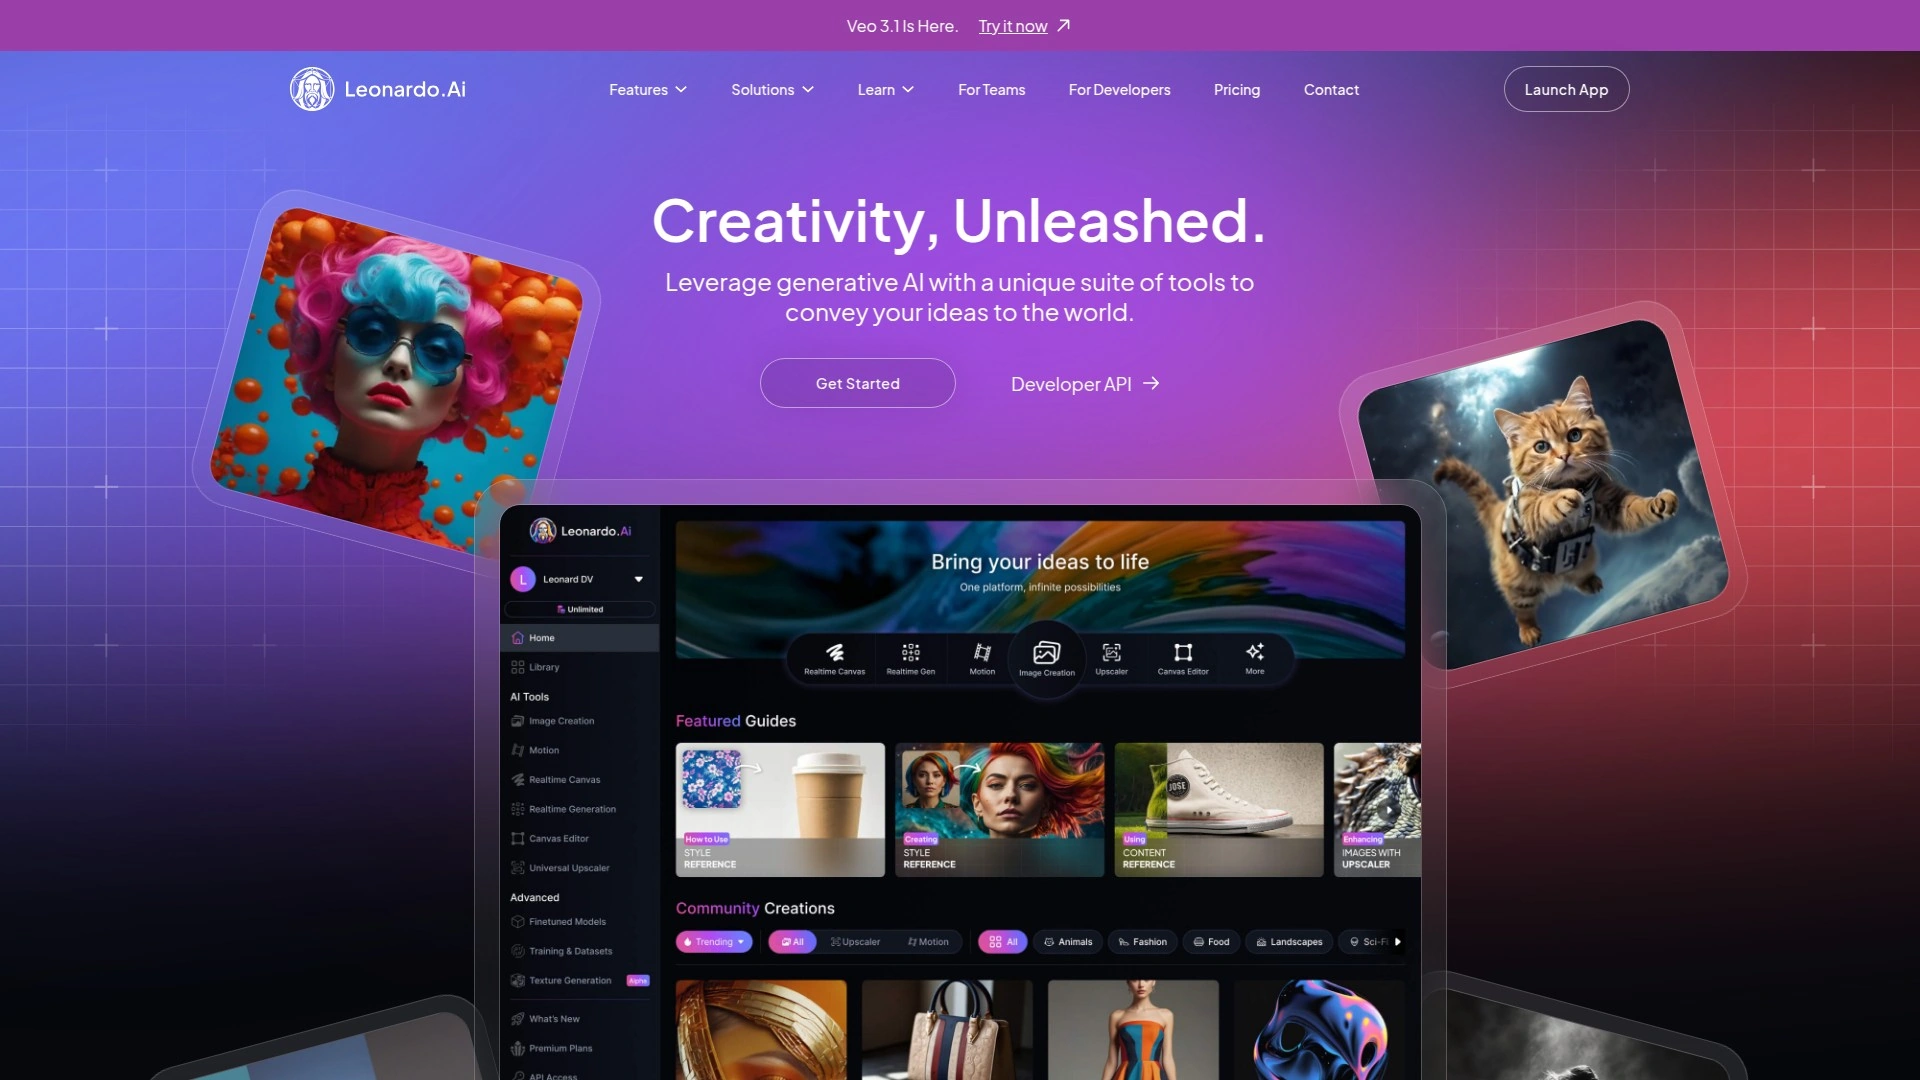 Veo 3.1 Is Here. Try it now
Leonardo.Ai
Features
Solutions
Learn
For Teams
For Developers
Pricing
Contact
Launch App
Creativity, Unleashed.
Leverage generative AI with a unique suite of tools to
convey your ideas to the world.
Get Started
Developer API
Leonardo.Ai
L
Leonard DV
Unlimited
Home
Library
AI Tools
Image Creation
Motion
Realtime Canvas
Realtime Generation
Canvas Editor
Universal Upscaler
Advanced
Finetuned Models
Training & Datasets
Texture Generation Alpha
What's New
Premium Plans
API Access
Bring your ideas to life
One platform, infinite possibilities
Realtime Canvas
Realtime Gen
Motion
Image Creation
Upscaler
Canvas Editor
More
Featured Guides
How to Use
STYLE
REFERENCE
Creating
STYLE
REFERENCE
JOSE
Using
CONTENT
REFERENCE
Enhancing
IMAGES WITH
UPSCALER
Community Creations
Trending
All
Upscaler
Motion
All
Animals
Fashion
Food
Landscapes
Sci-Fi